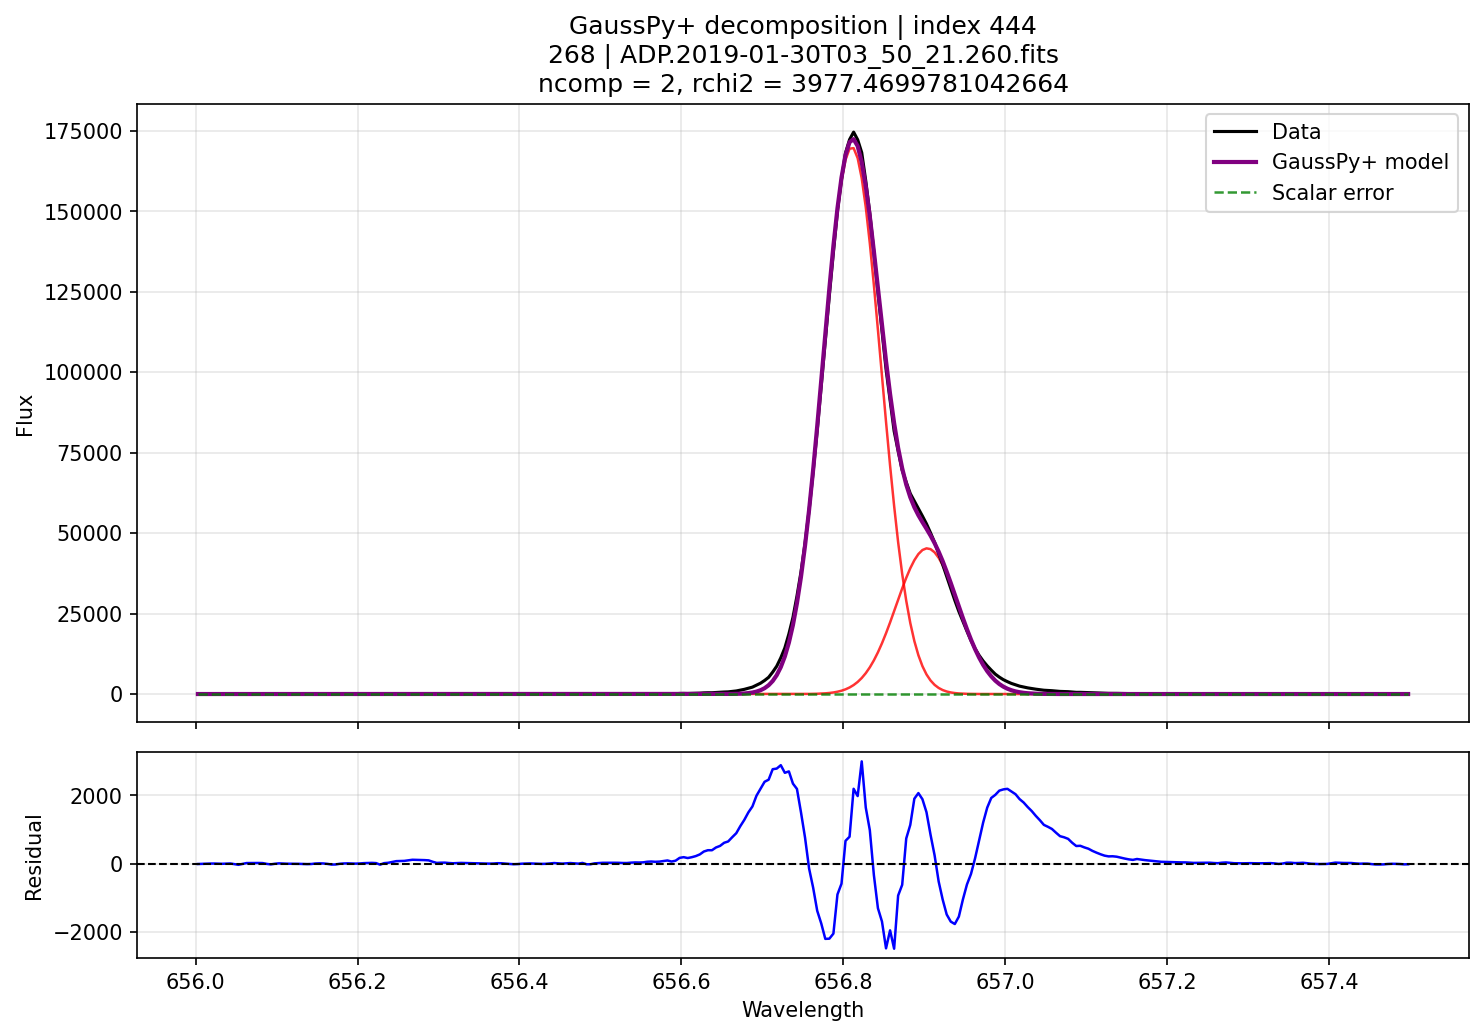 GaussPy+ decomposition | index 444
268 | ADP.2019-01-30T03_50_21.260.fits
ncomp = 2, rchi2 = 3977.4699781042664
Data
GaussPy+ model
Scalar error
175000
150000
125000
100000
75000
50000
25000
0
Flux
2000
0
−2000
Residual
656.0
656.2
656.4
656.6
656.8
657.0
657.2
657.4
Wavelength